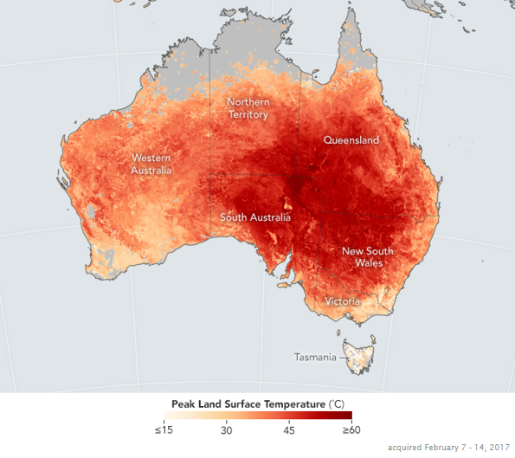 Northern
Territory
Queensland
Western
Australia
South Australia
New South
Wales
Victoria
Tasmania
Peak Land Surface Temperature (˚C)
≤15 30 45 ≥60
acquired February 7 - 14, 2017